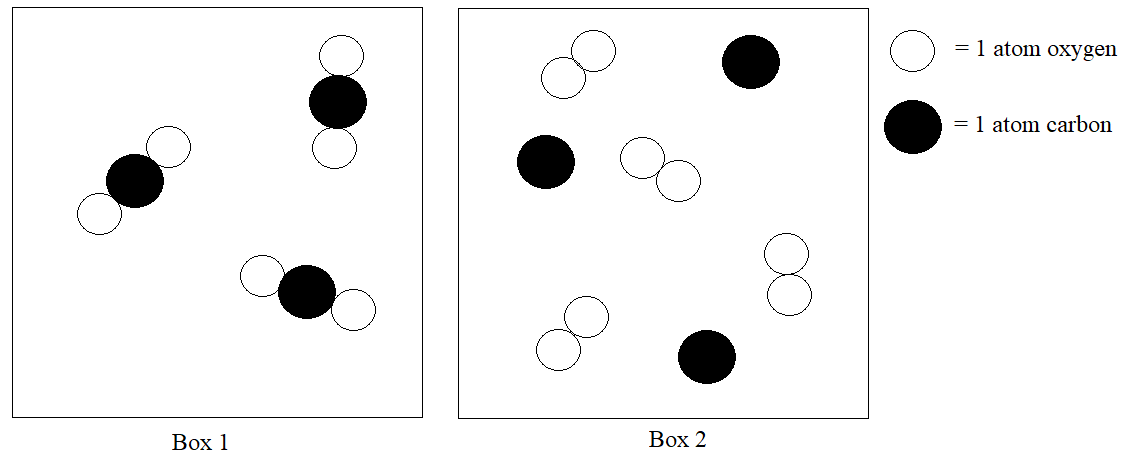 = 1 atom oxygen
= 1 atom carbon
Box 1
Box 2